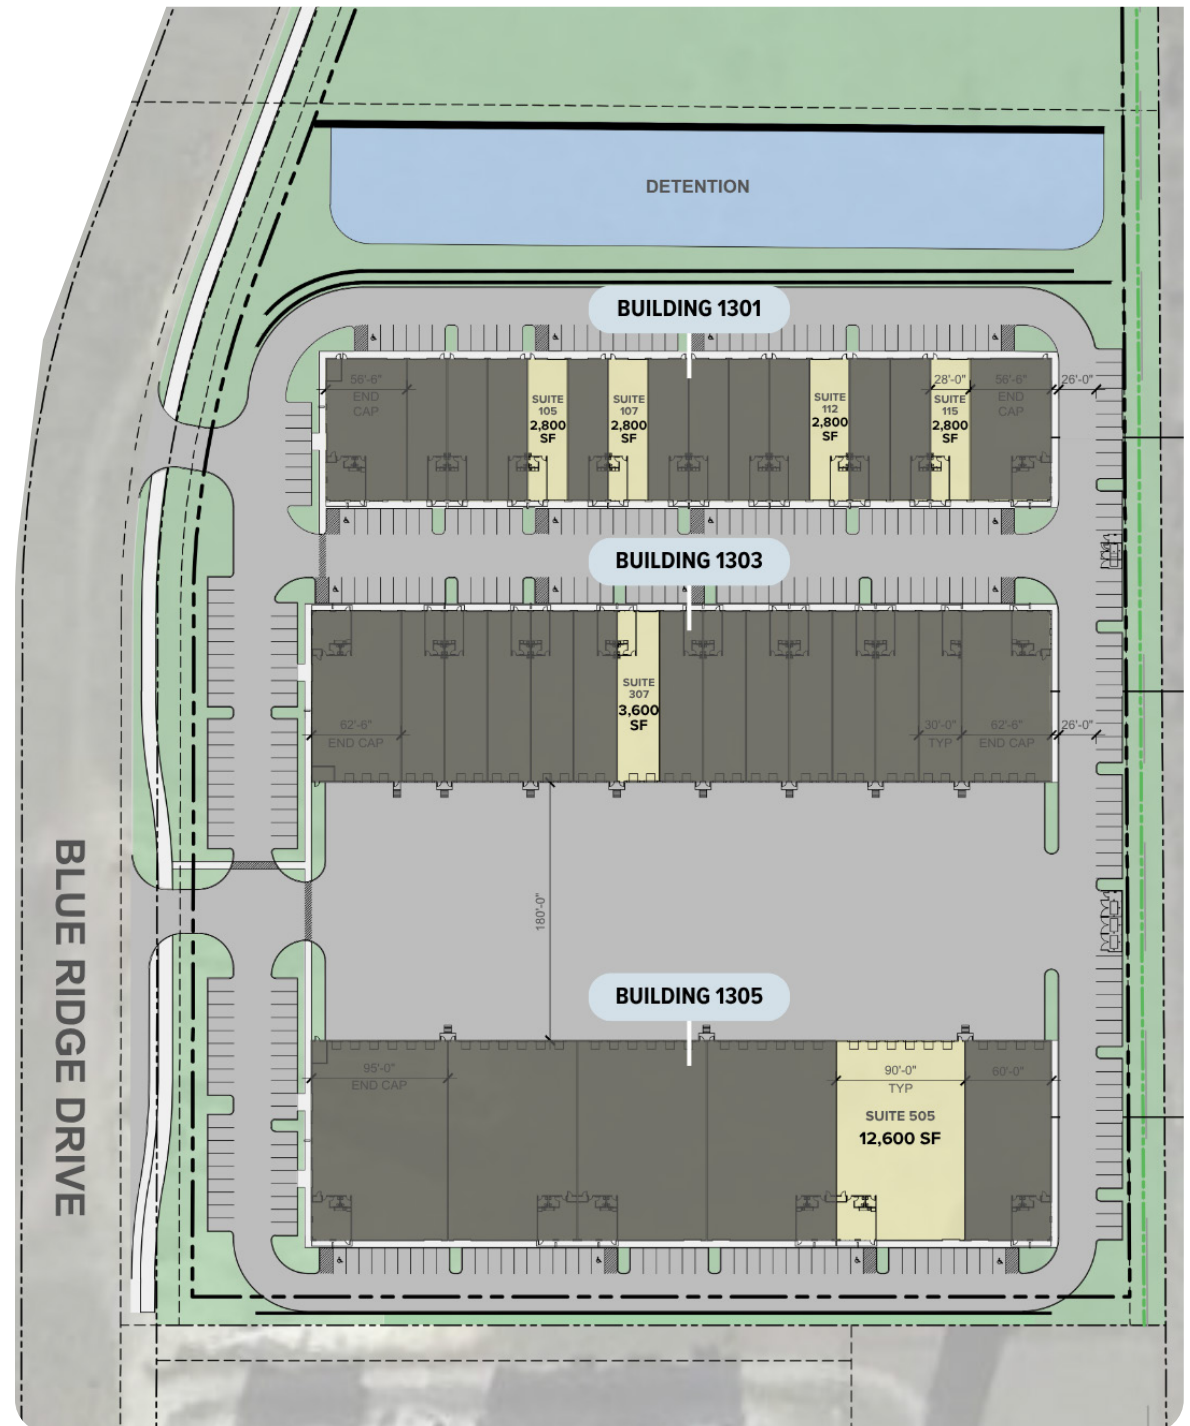 DETENTION
BUILDING 1301
56'-6"
END
CAP
SUITE
105
2,800
SF
SUITE
107
2,800
SF
SUITE
112
2,800
SF
28'-0"
SUITE
115
2,800
SF
56'-6"
END
CAP
26'-0"
BUILDING 1303
SUITE
307
3,600
SF
62'-6"
END CAP
30'-0"
TYP
62'-6"
END CAP
26'-0"
180'-0"
BLUE RIDGE DRIVE
BUILDING 1305
95'-0"
END CAP
90'-0"
TYP
SUITE 505
12,600 SF
60'-0"